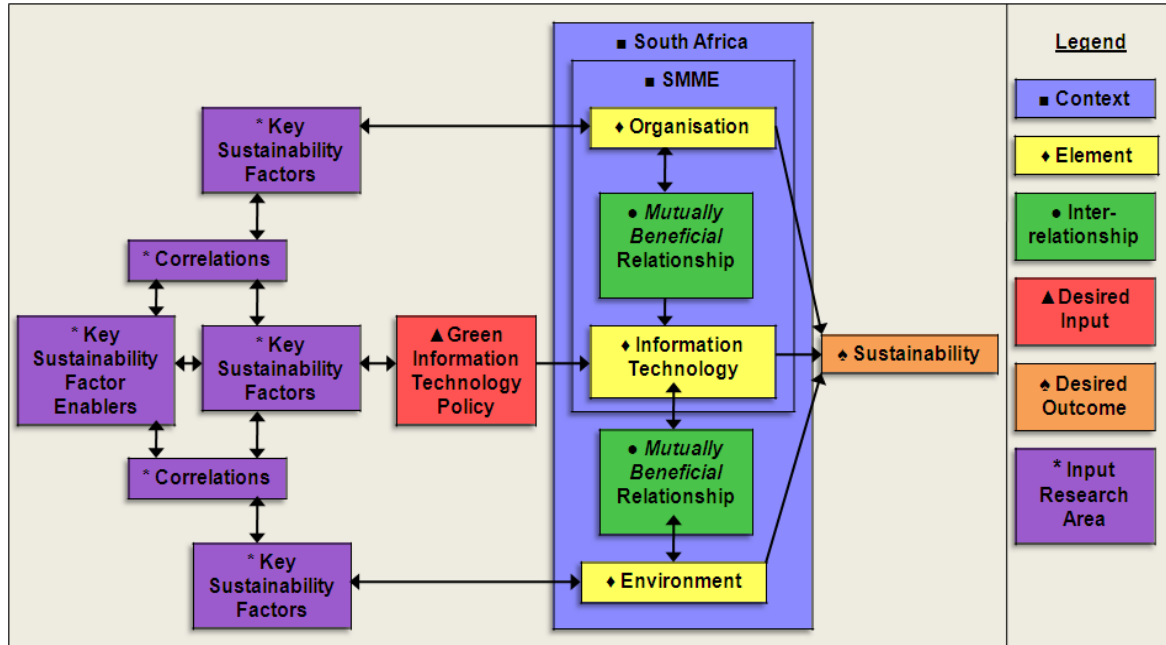 ■ South Africa
■ SMME
* Key
Sustainability
Factors
♦ Organisation
● Mutually
Beneficial
Relationship
* Correlations
* Key
Sustainability
Factor
Enablers
* Key
Sustainability
Factors
▲Green
Information
Technology
Policy
♦ Information
Technology
♠ Sustainability
* Correlations
● Mutually
Beneficial
Relationship
* Key
Sustainability
Factors
♦ Environment
Legend
■ Context
♦ Element
● Inter-
relationship
▲Desired
Input
♠ Desired
Outcome
* Input
Research
Area